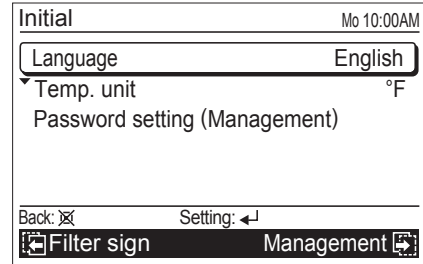 Initial Mo 10:00AM
Language English
Temp. unit °F
Password setting (Management)
Back: Setting:
Filter sign Management